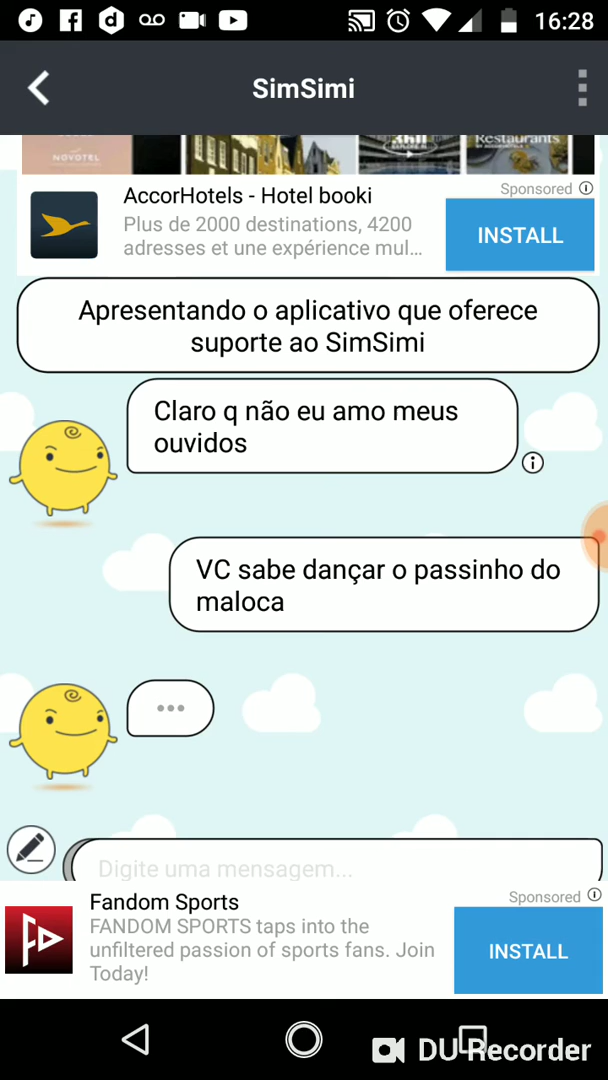 16:28
SimSimi
NOVOTEL
Restaurants
AccorHotels - Hotel booki
Sponsored
Plus de 2000 destinations, 4200
adresses et une expérience mul...
INSTALL
Apresentando o aplicativo que oferece
suporte ao SimSimi
Claro q não eu amo meus
ouvidos
VC sabe dançar o passinho do
maloca
Digite uma mensagem...
Fandom Sports
Sponsored
FANDOM SPORTS taps into the
unfiltered passion of sports fans. Join
Today!
INSTALL
DU Recorder